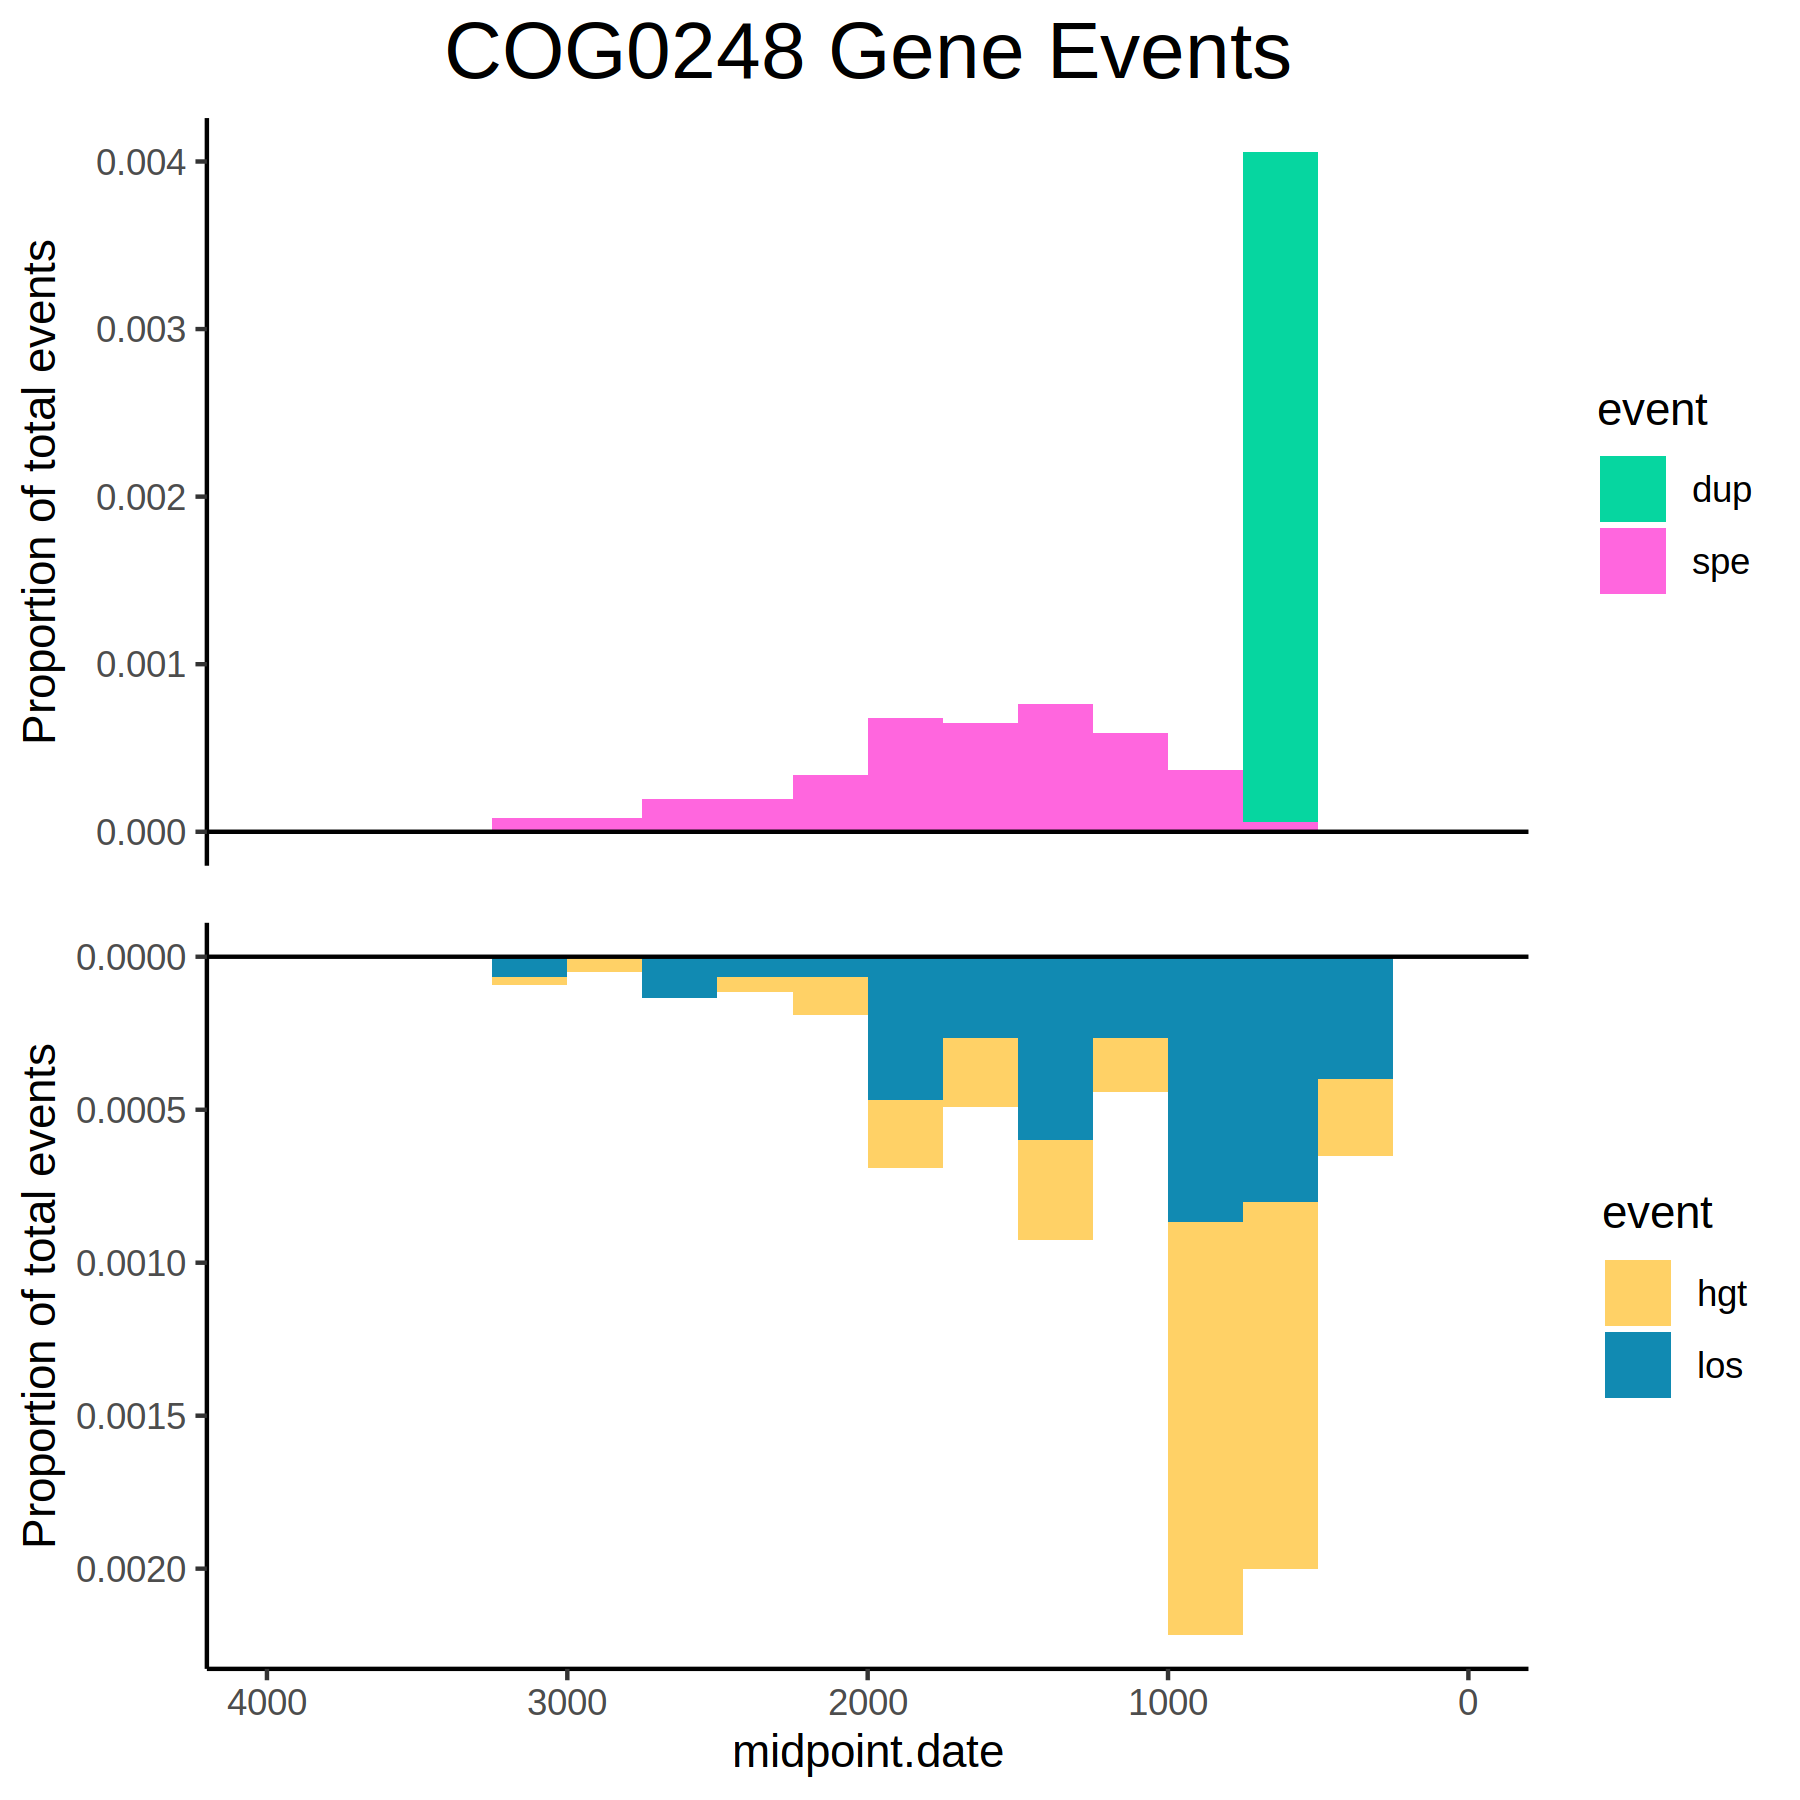 COG0248 Gene Events
Proportion of total events
0.004
0.003
0.002
0.001
0.000
event
dup
spe
Proportion of total events
0.0000
0.0005
0.0010
0.0015
0.0020
event
hgt
los
4000
3000
2000
1000
0
midpoint.date